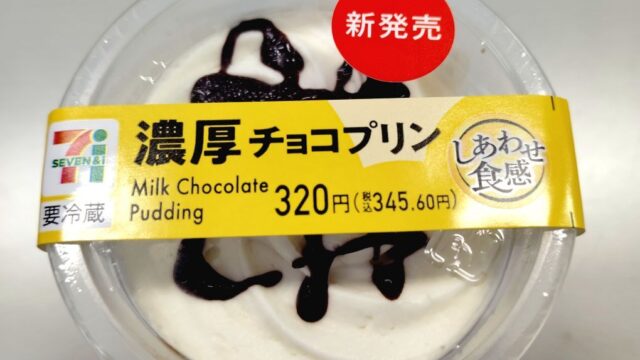 新発売
SEVEN&i
要冷蔵
濃厚チョコプリン
Milk Chocolate
Pudding
320円(税込345.60円)
しあわせ
食感